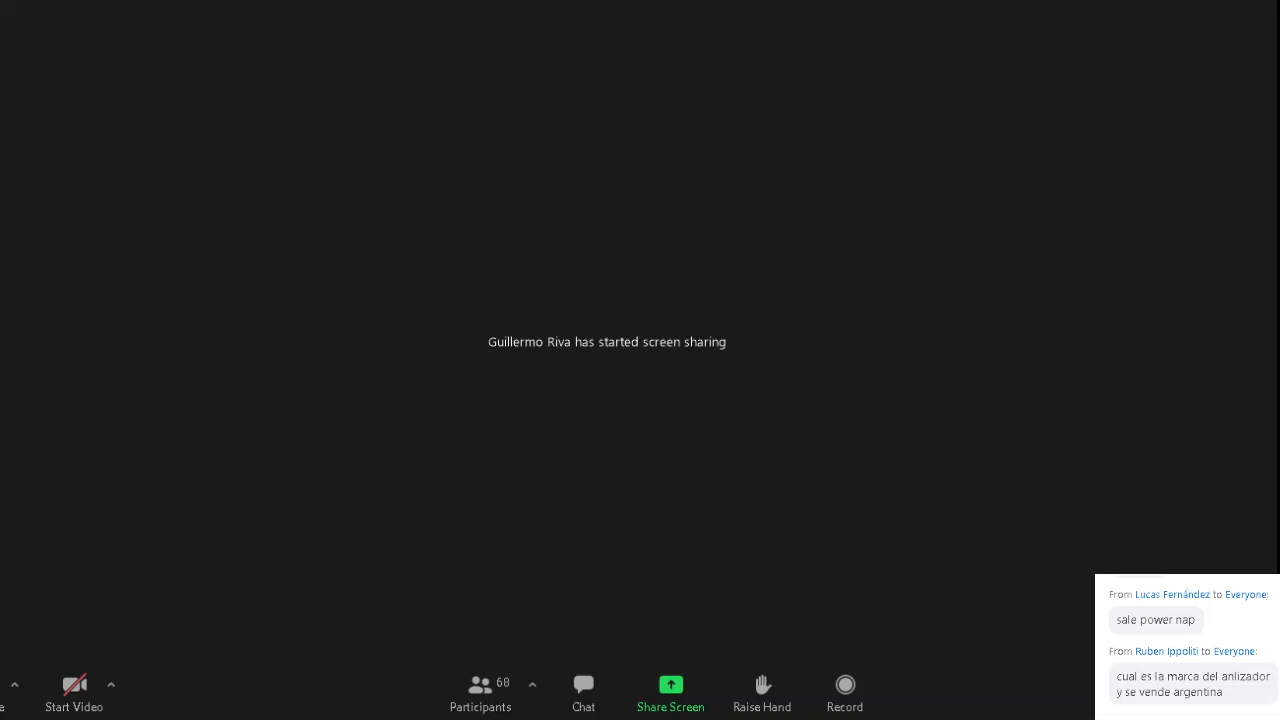 Guillermo Riva has started screen sharing
From Lucas Fernández to Everyone:
sale power nap
From Ruben Ippoliti to Everyone:
cual es la marca del anlizador
y se vende argentina
e
Start Video
68
Participants
Chat
Share Screen
Raise Hand
Record